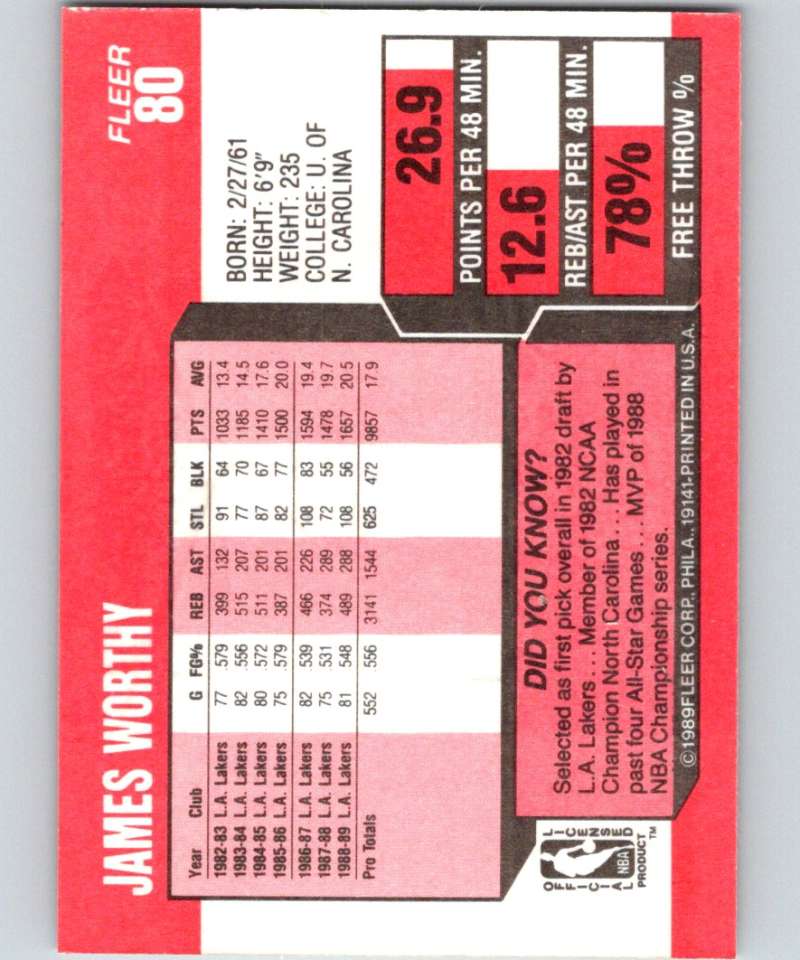 JAMES WORTHY
FLEER
80
Year Club G FG% REB AST STL BLK PTS AVG
1982-83 L.A. Lakers 77 .579 399 132 91 64 1033 13.4
1983-84 L.A. Lakers 82 .556 515 207 77 70 1185 14.5
1984-85 L.A. Lakers 80 .572 511 201 87 67 1410 17.6
1985-86 L.A. Lakers 75 .579 387 201 82 77 1500 20.0
1986-87 L.A. Lakers 82 .539 466 226 108 83 1594 19.4
1987-88 L.A. Lakers 75 .531 374 289 72 55 1478 19.7
1988-89 L.A. Lakers 81 .548 489 288 108 56 1657 20.5
Pro Totals 552 .556 3141 1544 625 472 9857 17.9
BORN: 2/27/61
HEIGHT: 6'9"
WEIGHT: 235
COLLEGE: U. OF
N. CAROLINA
26.9
POINTS PER 48 MIN.
12.6
REB/AST PER 48 MIN.
78%
FREE THROW %
DID YOU KNOW?
Selected as first pick overall in 1982 draft by
L.A. Lakers... Member of 1982 NCAA
Champion North Carolina... Has played in
past four All-Star Games... MVP of 1988
NBA Championship series.
OFFICIAL LICENSED
NBA
PRODUCT™
©1989 FLEER CORP., PHILA., 19141-PRINTED IN U.S.A.